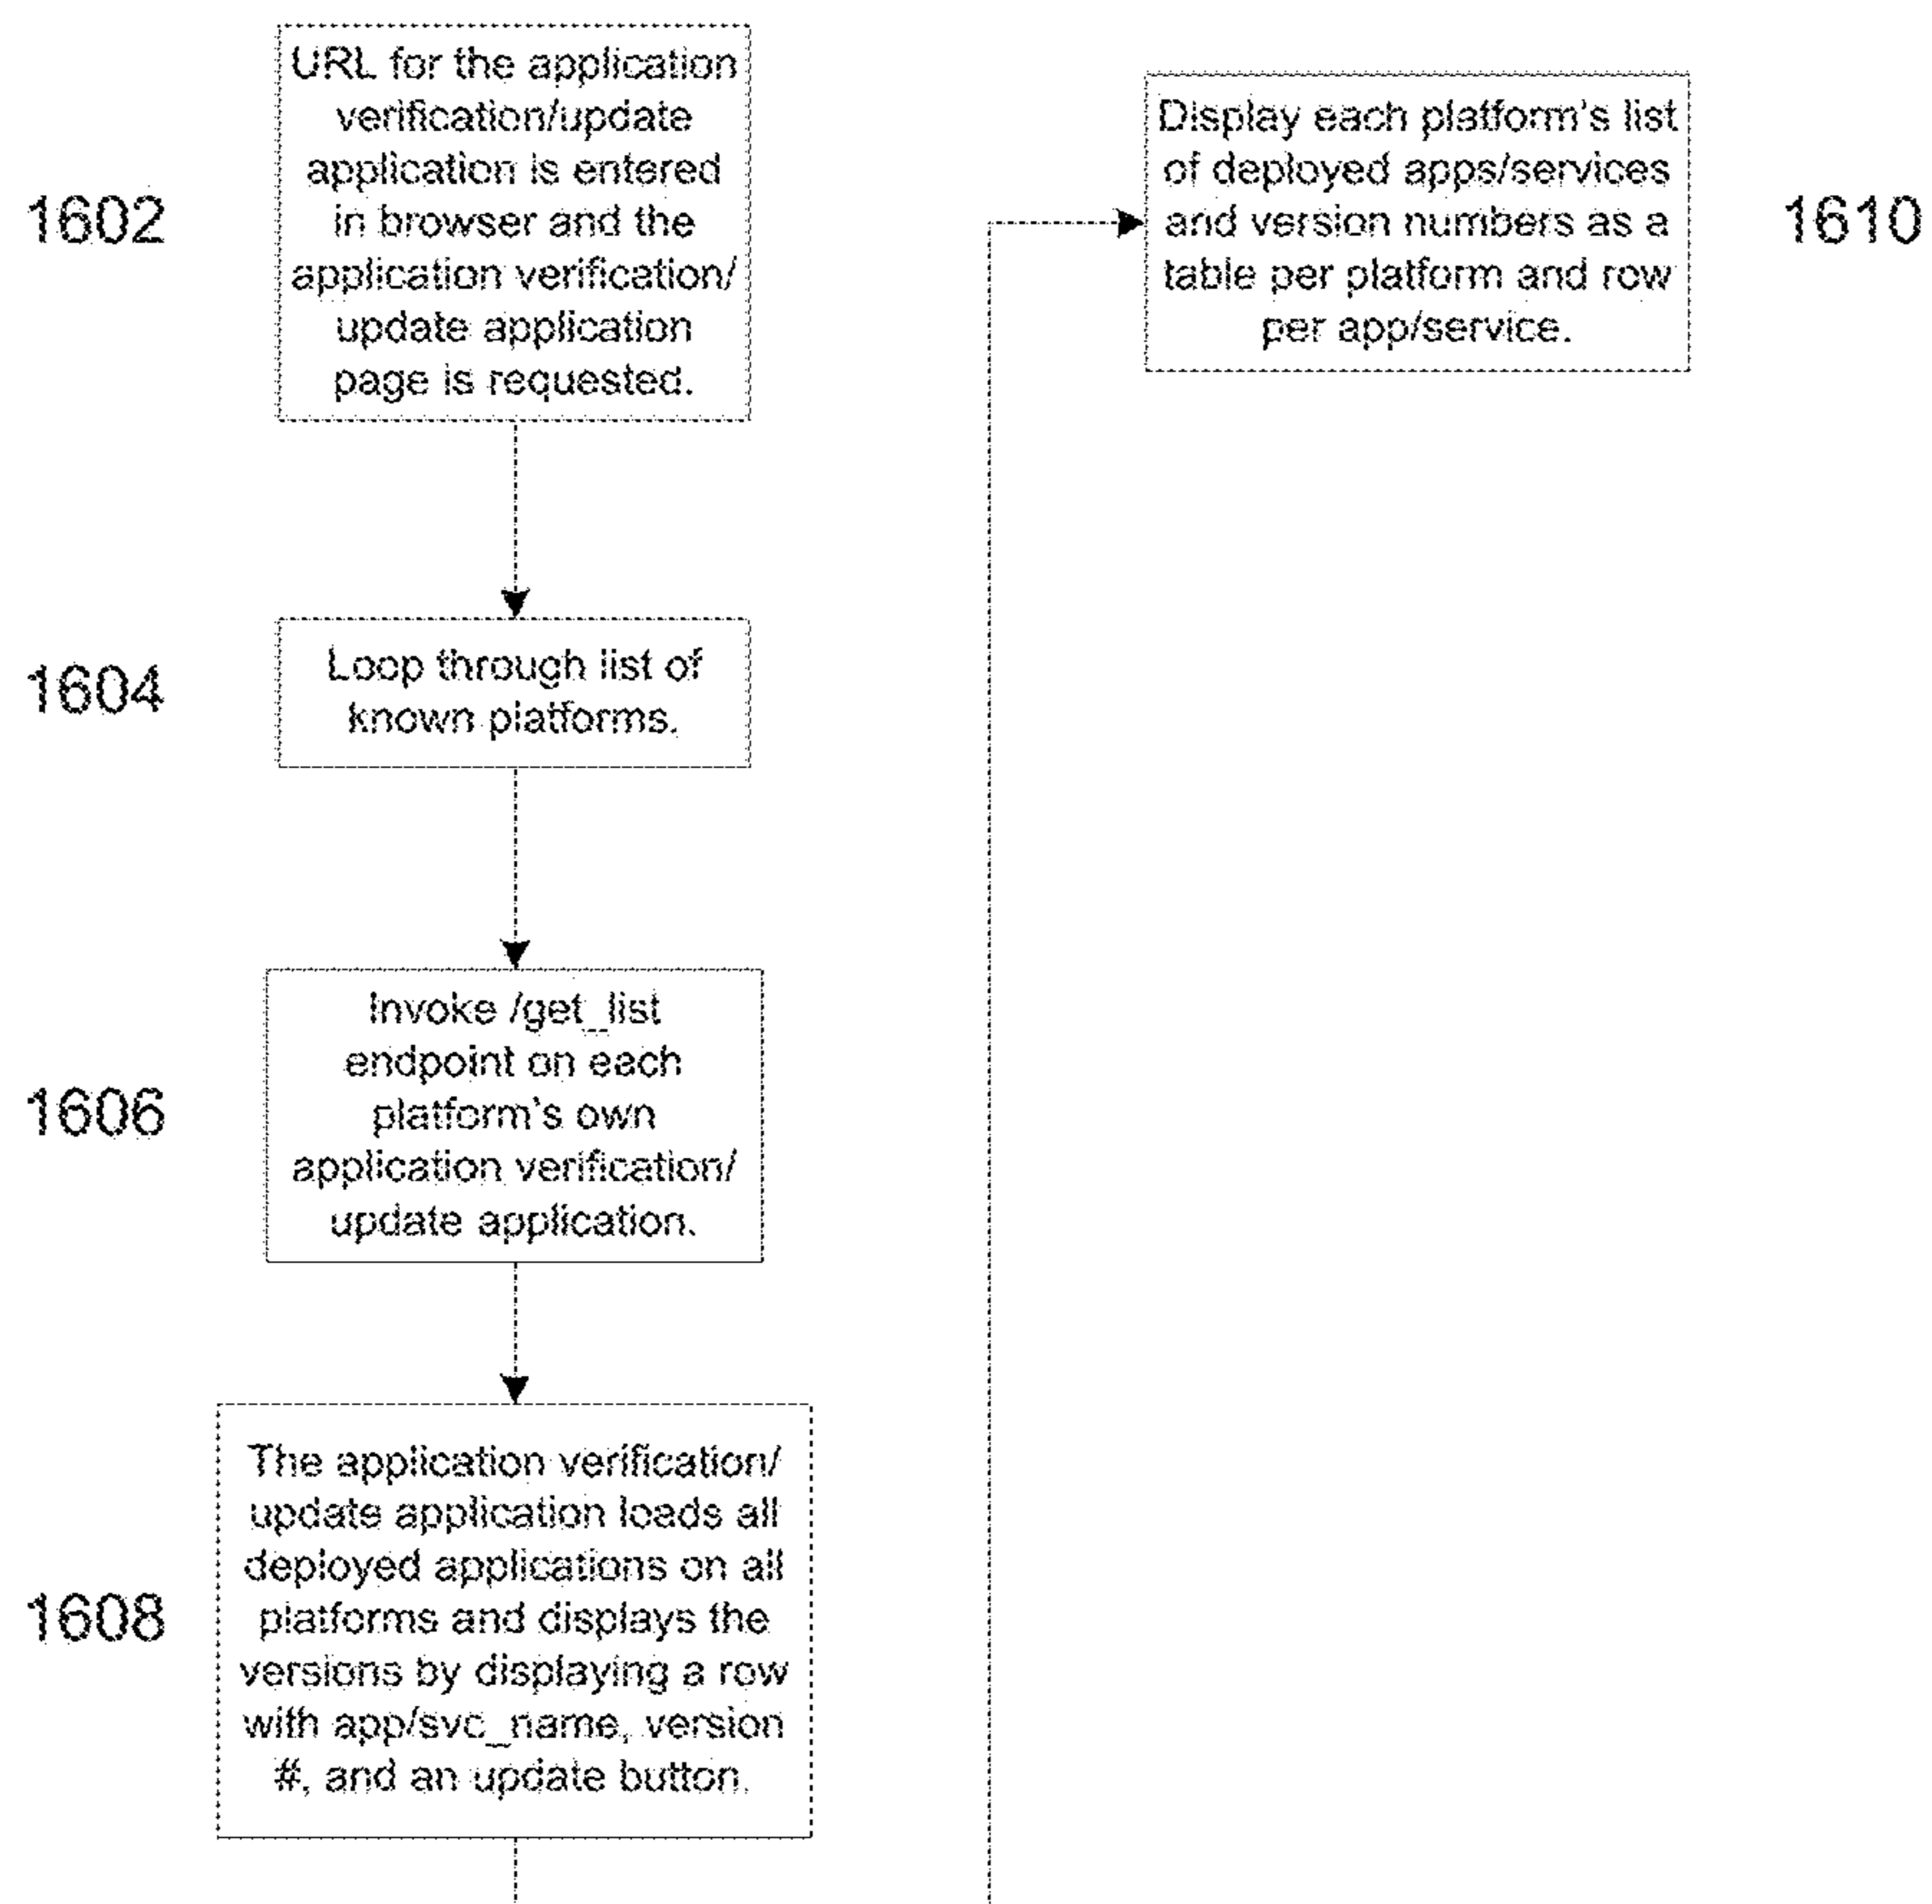 1602
URL for the application
verification/update
application is entered
in browser and the
application verification/
update application
page is requested.
1604
Loop through list of
known platforms.
1606
Invoke /get_list
endpoint on each
platform's own
application verification/
update application.
1608
The application verification/
update application loads all
deployed applications on all
platforms and displays the
versions by displaying a row
with app/svc_name, version
#, and an update button.
Display each platform's list
of deployed apps/services
and version numbers as a
table per platform and row
per app/service.
1610